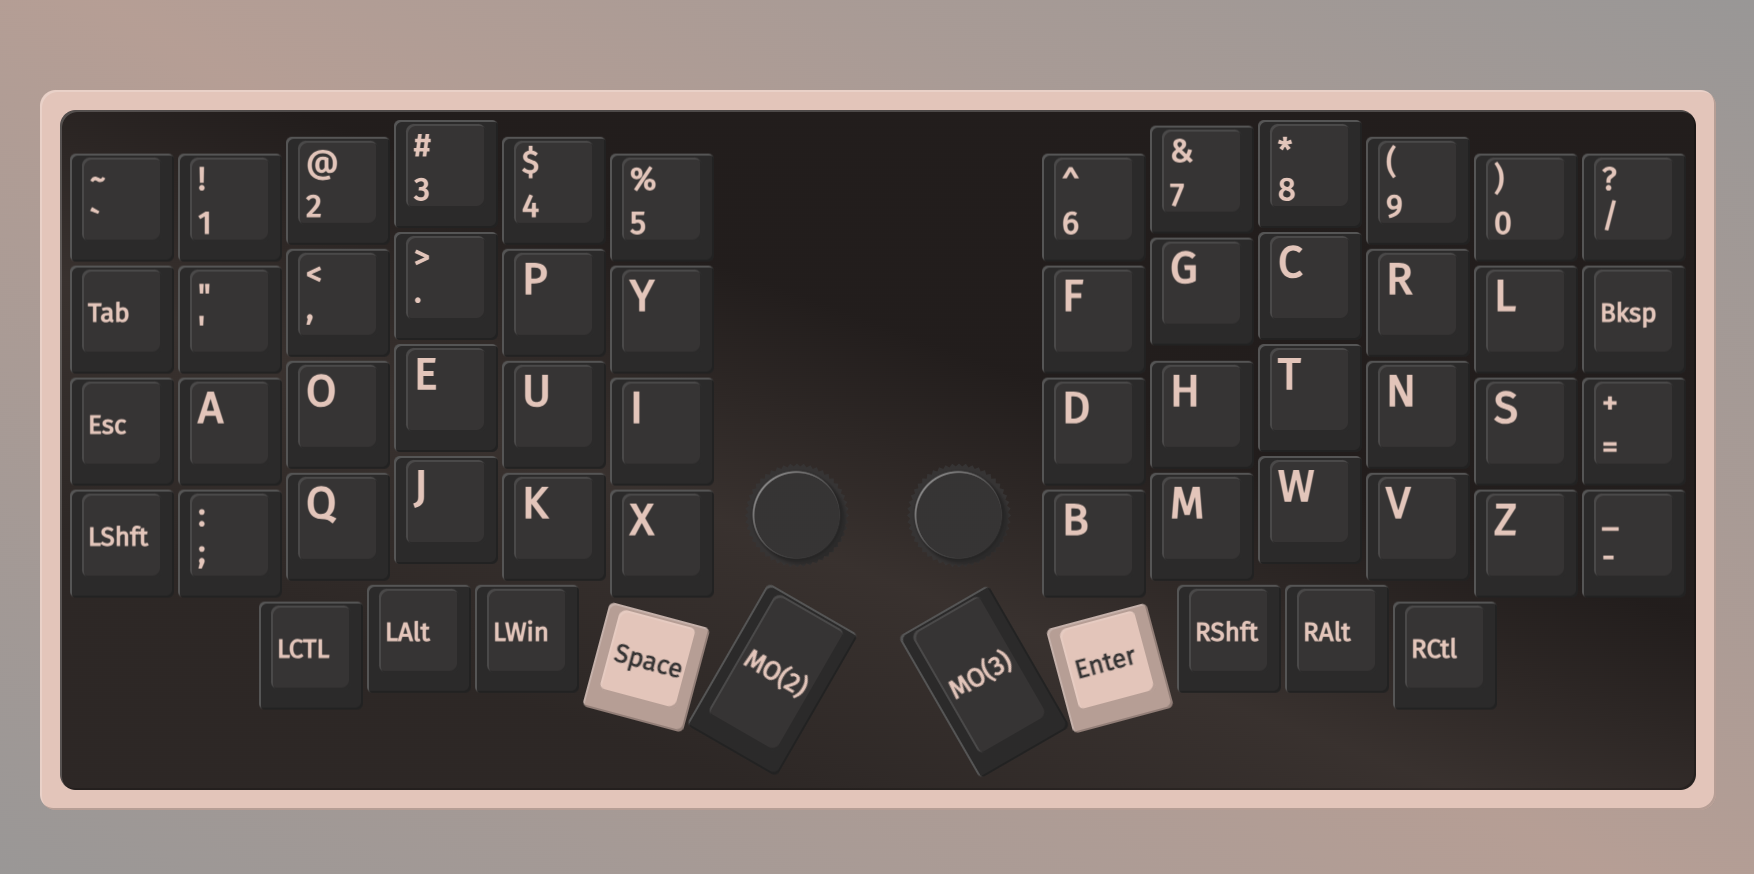 ~ ! @ # $ % ^ & * ( ) ?
` 1 2 3 4 5 6 7 8 9 0 /
Tab " ' < , > . P Y F G C R L Bksp
Esc A O E U I D H T N S + =
LShft : ; Q J K X B M W V Z _ -
LCTL LAlt LWin Space MO(2) MO(3) Enter RShft RAlt RCtl